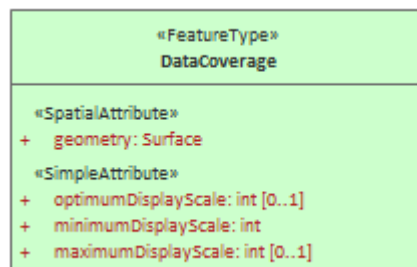 «FeatureType»
DataCoverage
«SpatialAttribute»
+ geometry: Surface
«SimpleAttribute»
+ optimumDisplayScale: int [0..1]
+ minimumDisplayScale: int
+ maximumDisplayScale: int [0..1]